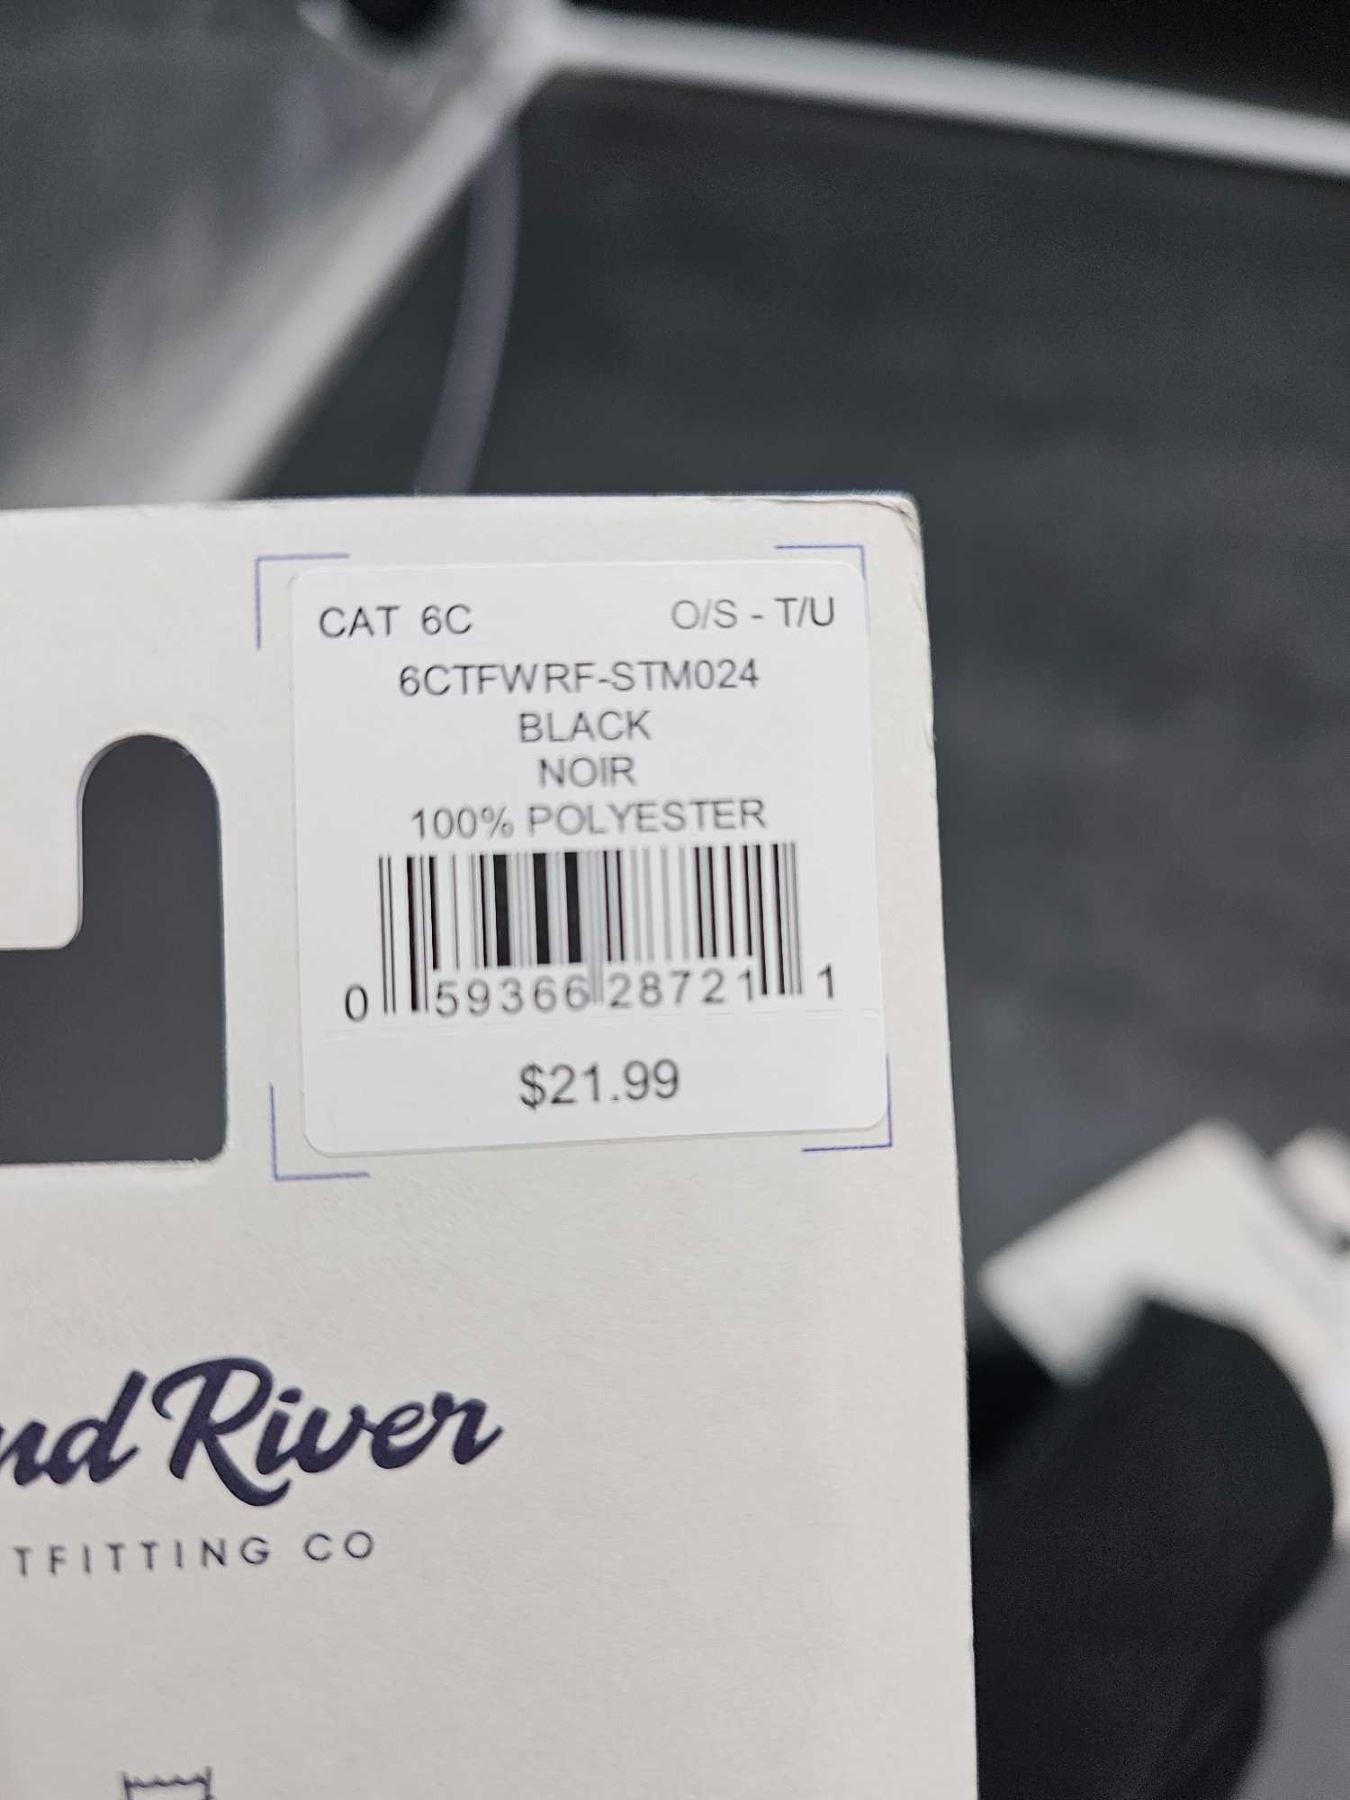 CAT 6C O/S - T/U
6CTFWRF-STM024
BLACK
NOIR
100% POLYESTER
0 59366 28721 1
$21.99
nd River
TFITTING CO